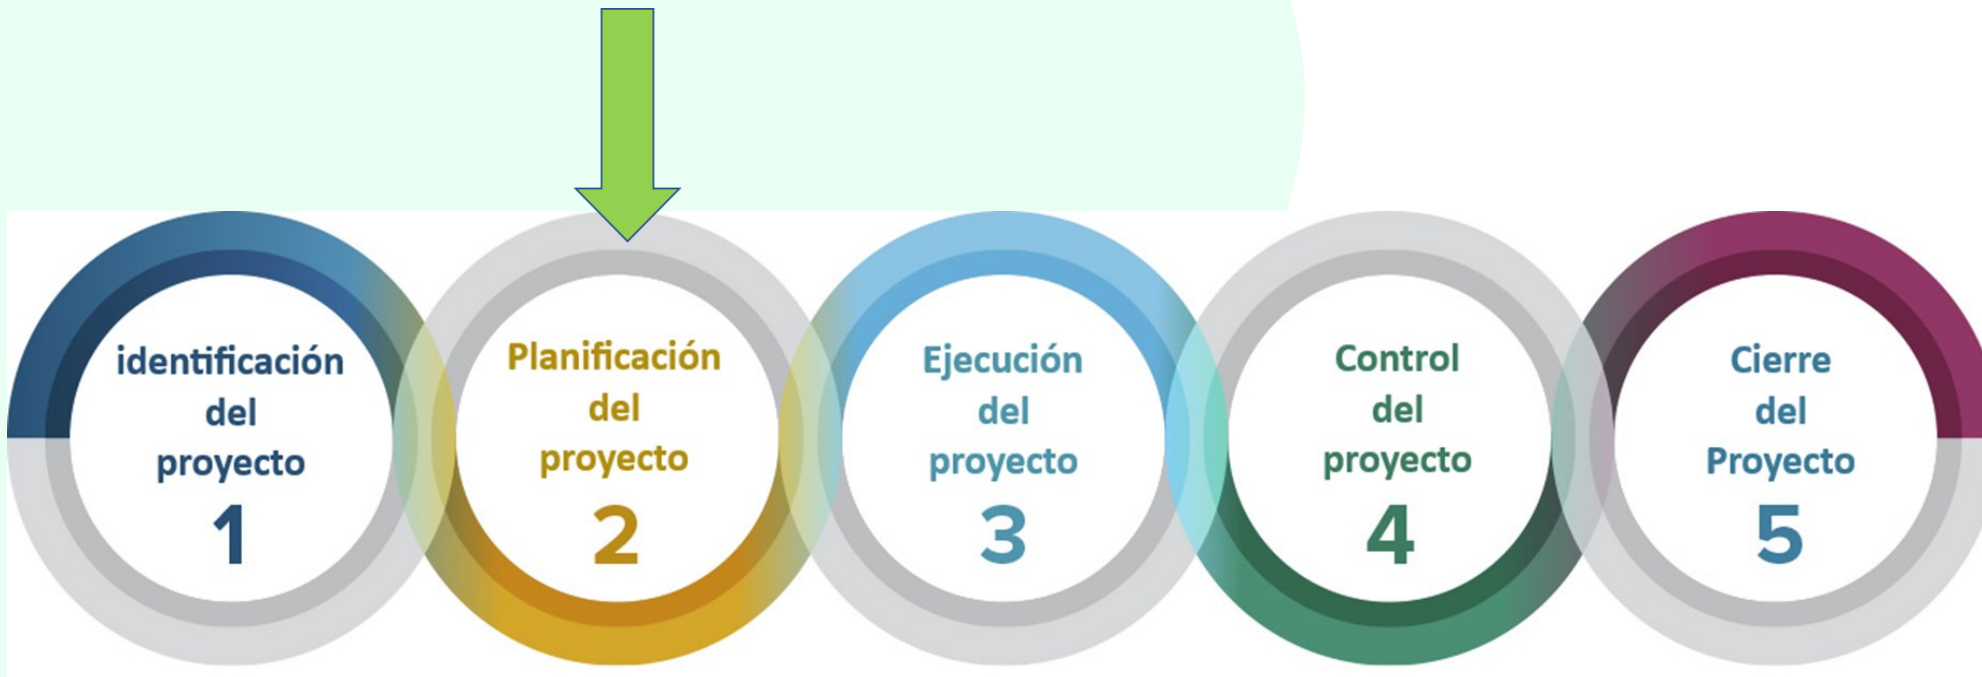 identificación
del
proyecto
1
Planificación
del
proyecto
2
Ejecución
del
proyecto
3
Control
del
proyecto
4
Cierre
del
Proyecto
5